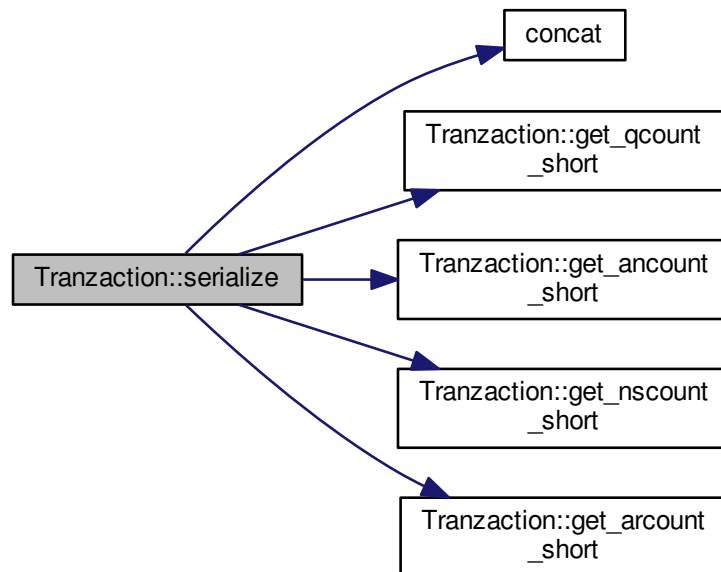 concat
Tranzaction::get_qcount
_short
Tranzaction::serialize
Tranzaction::get_ancount
_short
Tranzaction::get_nscount
_short
Tranzaction::get_arcount
_short